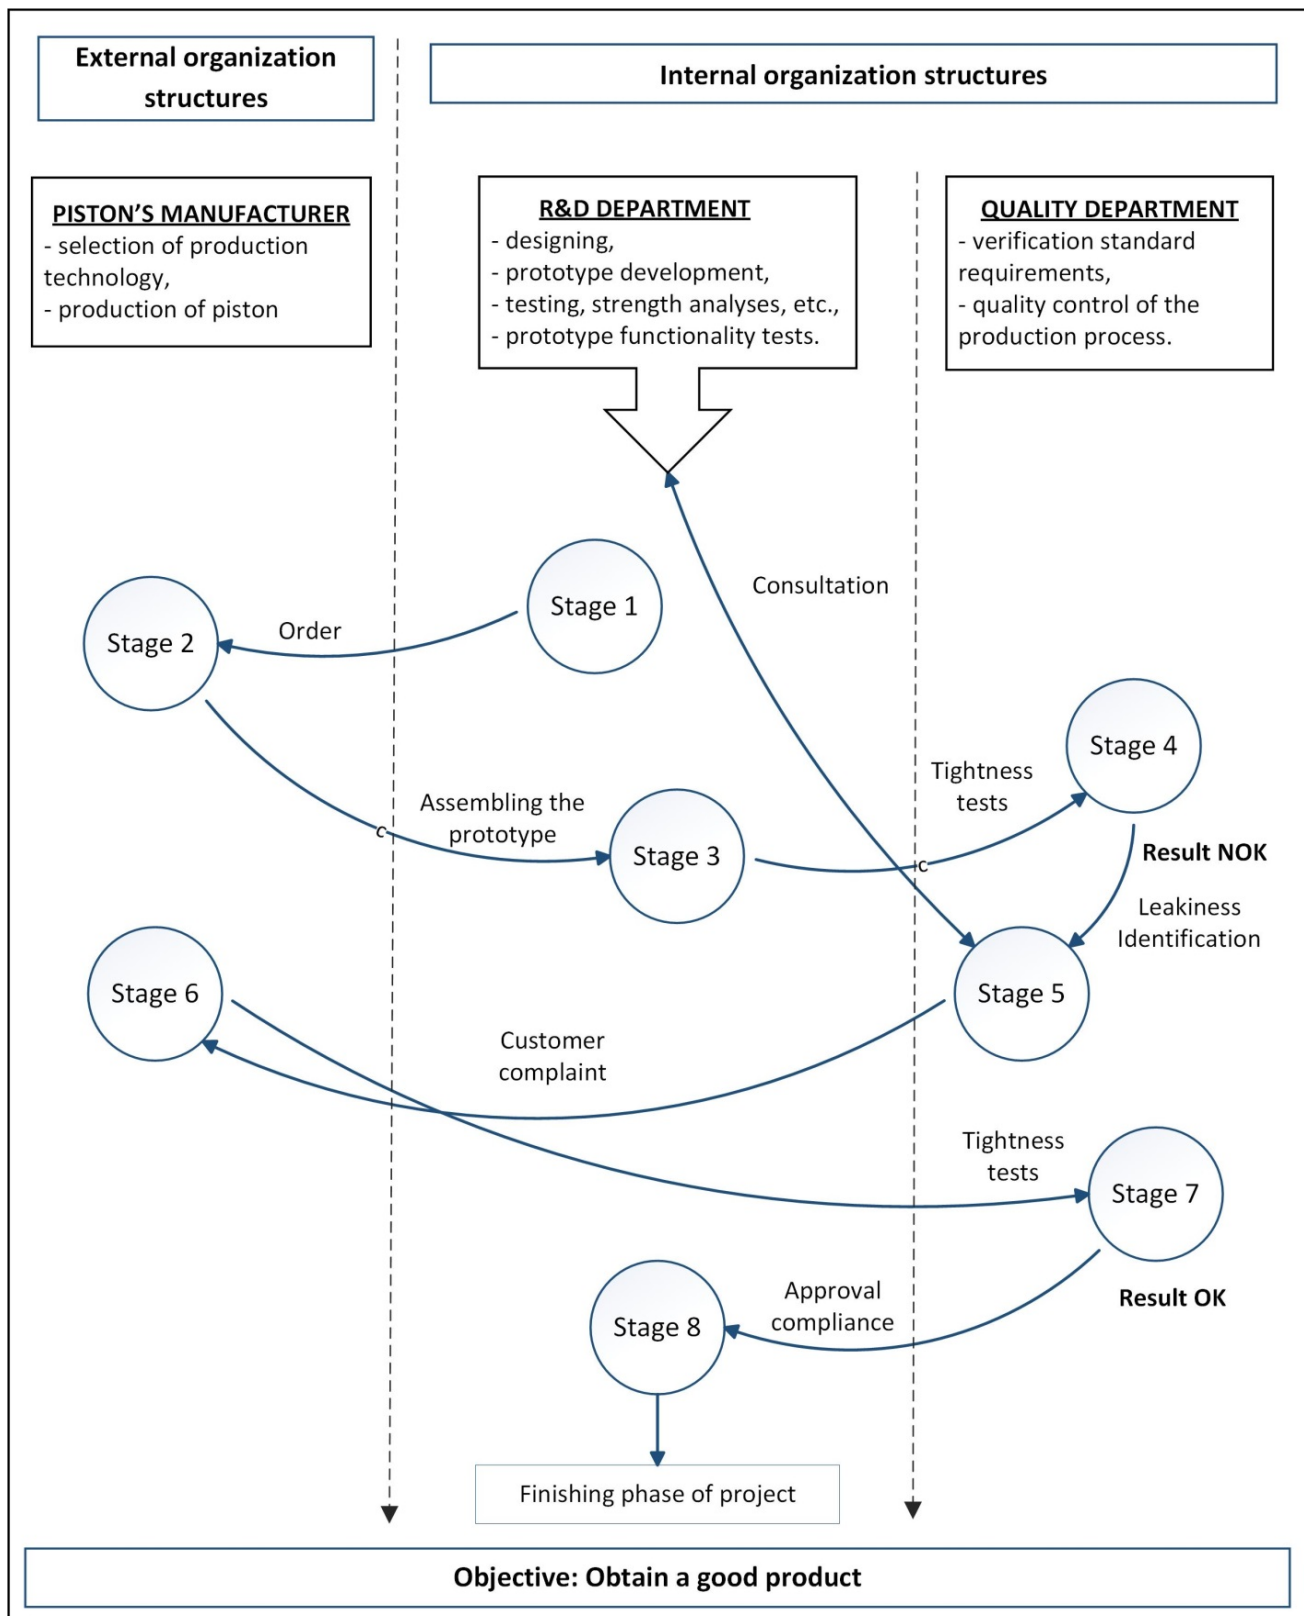 External organization
structures
Internal organization structures
PISTON’S MANUFACTURER
- selection of production
technology,
- production of piston
R&D DEPARTMENT
- designing,
- prototype development,
- testing, strength analyses, etc.,
- prototype functionality tests.
QUALITY DEPARTMENT
- verification standard
requirements,
- quality control of the
production process.
Consultation
Stage 1
Order
Stage 2
Stage 4
Tightness
tests
Assembling the
prototype
c
Stage 3
c
Result NOK
Leakiness
Identification
Stage 6
Stage 5
Customer
complaint
Tightness
tests
Stage 7
Result OK
Approval
compliance
Stage 8
Finishing phase of project
Objective: Obtain a good product